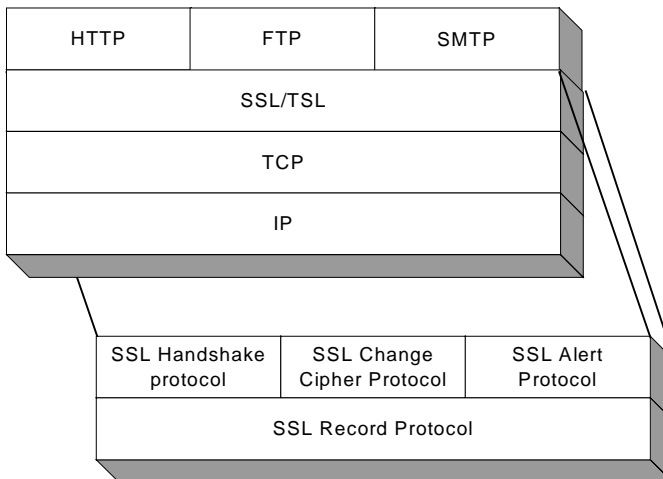 HTTP
FTP
SMTP
SSL/TSL
TCP
IP
SSL Handshake
protocol
SSL Change
Cipher Protocol
SSL Alert
Protocol
SSL Record Protocol